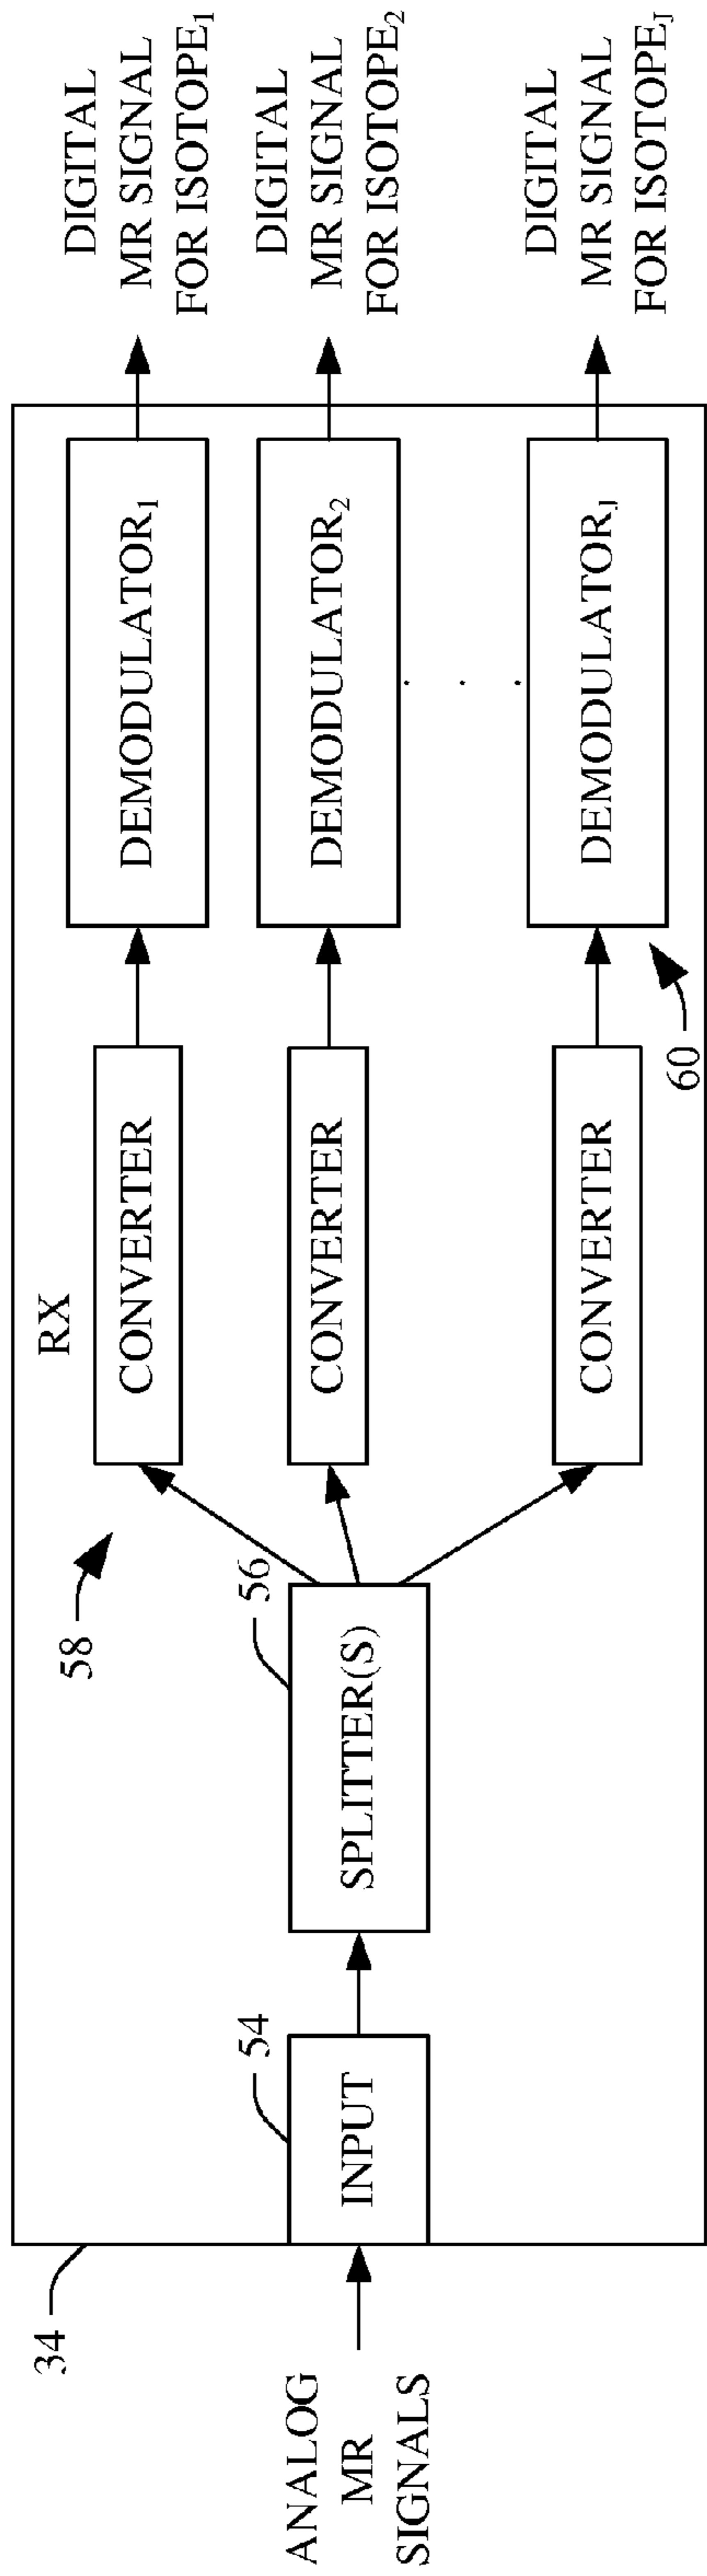 34
RX
ANALOG
MR
SIGNALS
54
INPUT
56
SPLITTER(S)
58
CONVERTER
CONVERTER
CONVERTER
DEMODULATOR₁
DEMODULATOR₂
. . .
DEMODULATORⱼ
60
DIGITAL
MR SIGNAL
FOR ISOTOPE₁
DIGITAL
MR SIGNAL
FOR ISOTOPE₂
DIGITAL
MR SIGNAL
FOR ISOTOPEJ